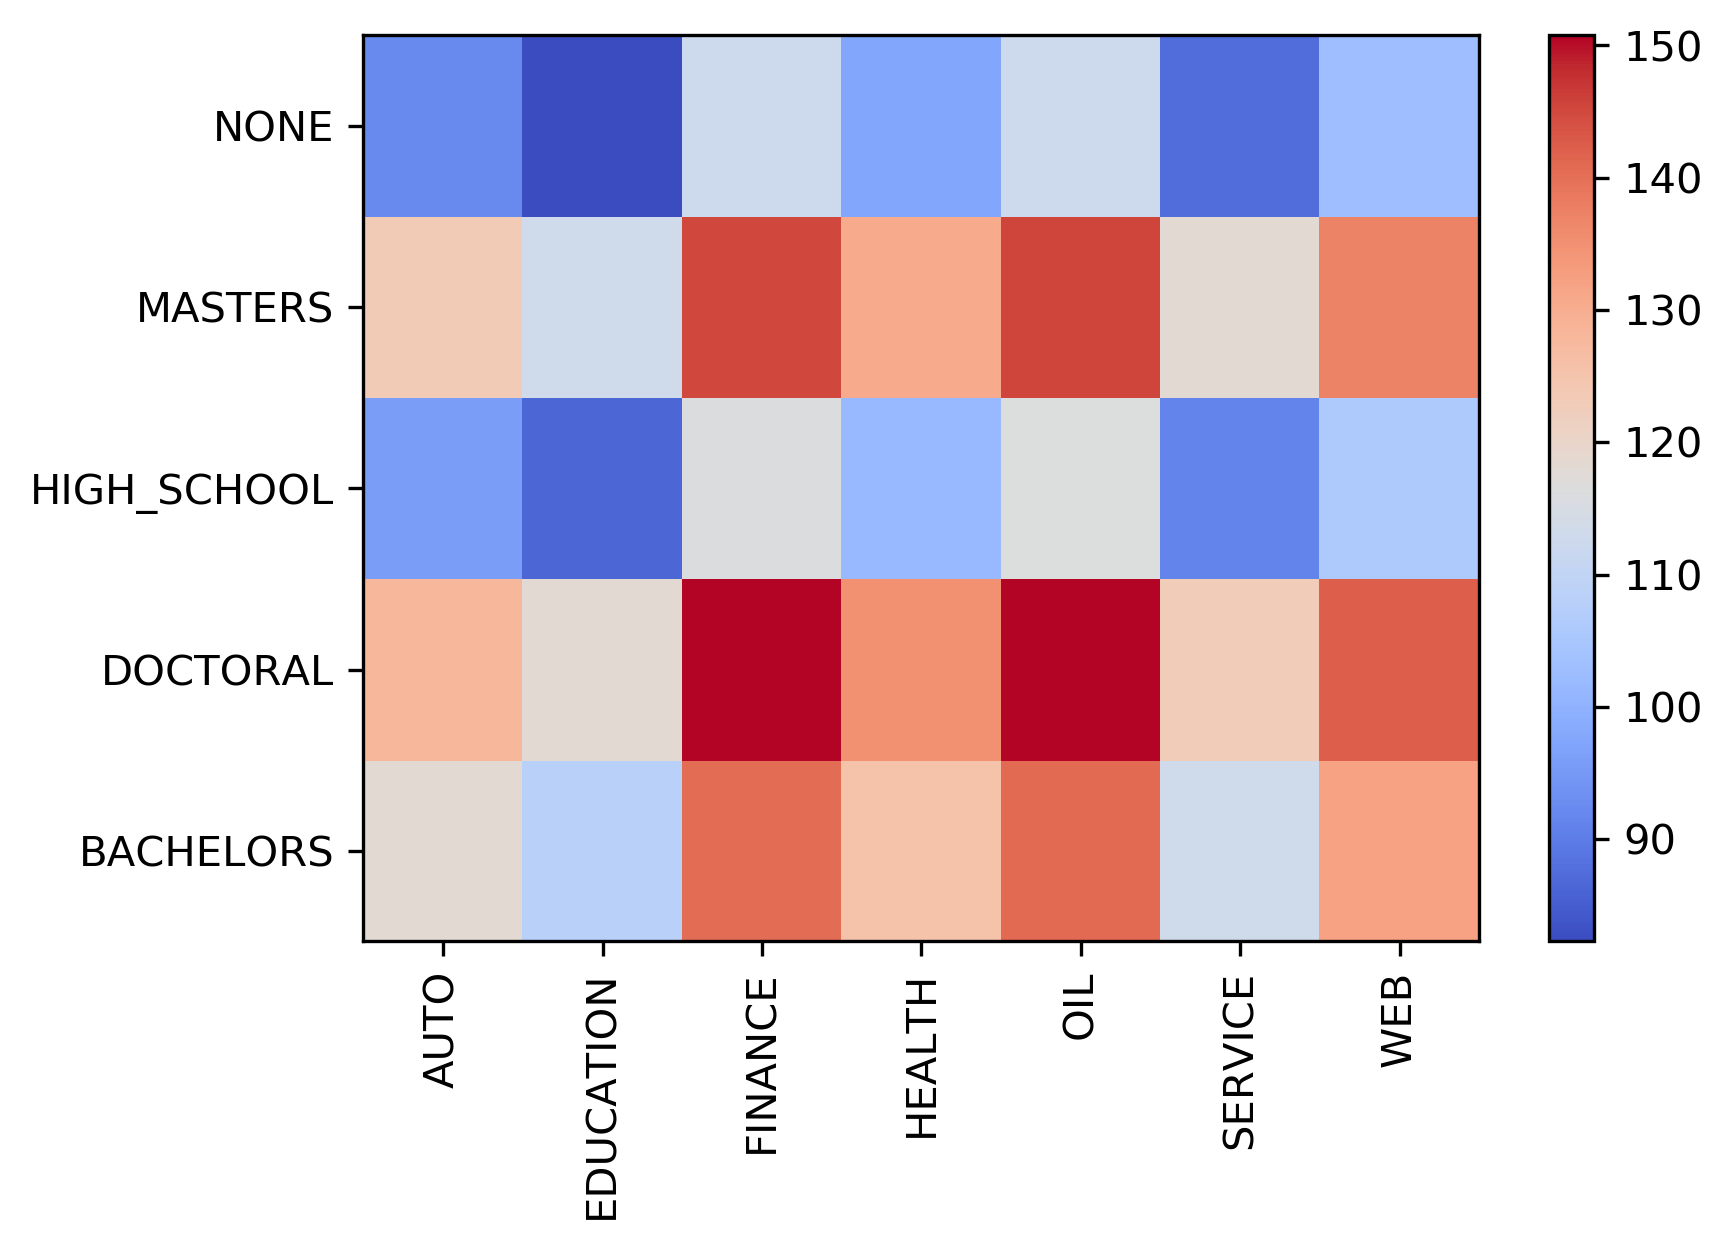 NONE
MASTERS
HIGH_SCHOOL
DOCTORAL
BACHELORS
AUTO
EDUCATION
FINANCE
HEALTH
OIL
SERVICE
WEB
150
140
130
120
110
100
90